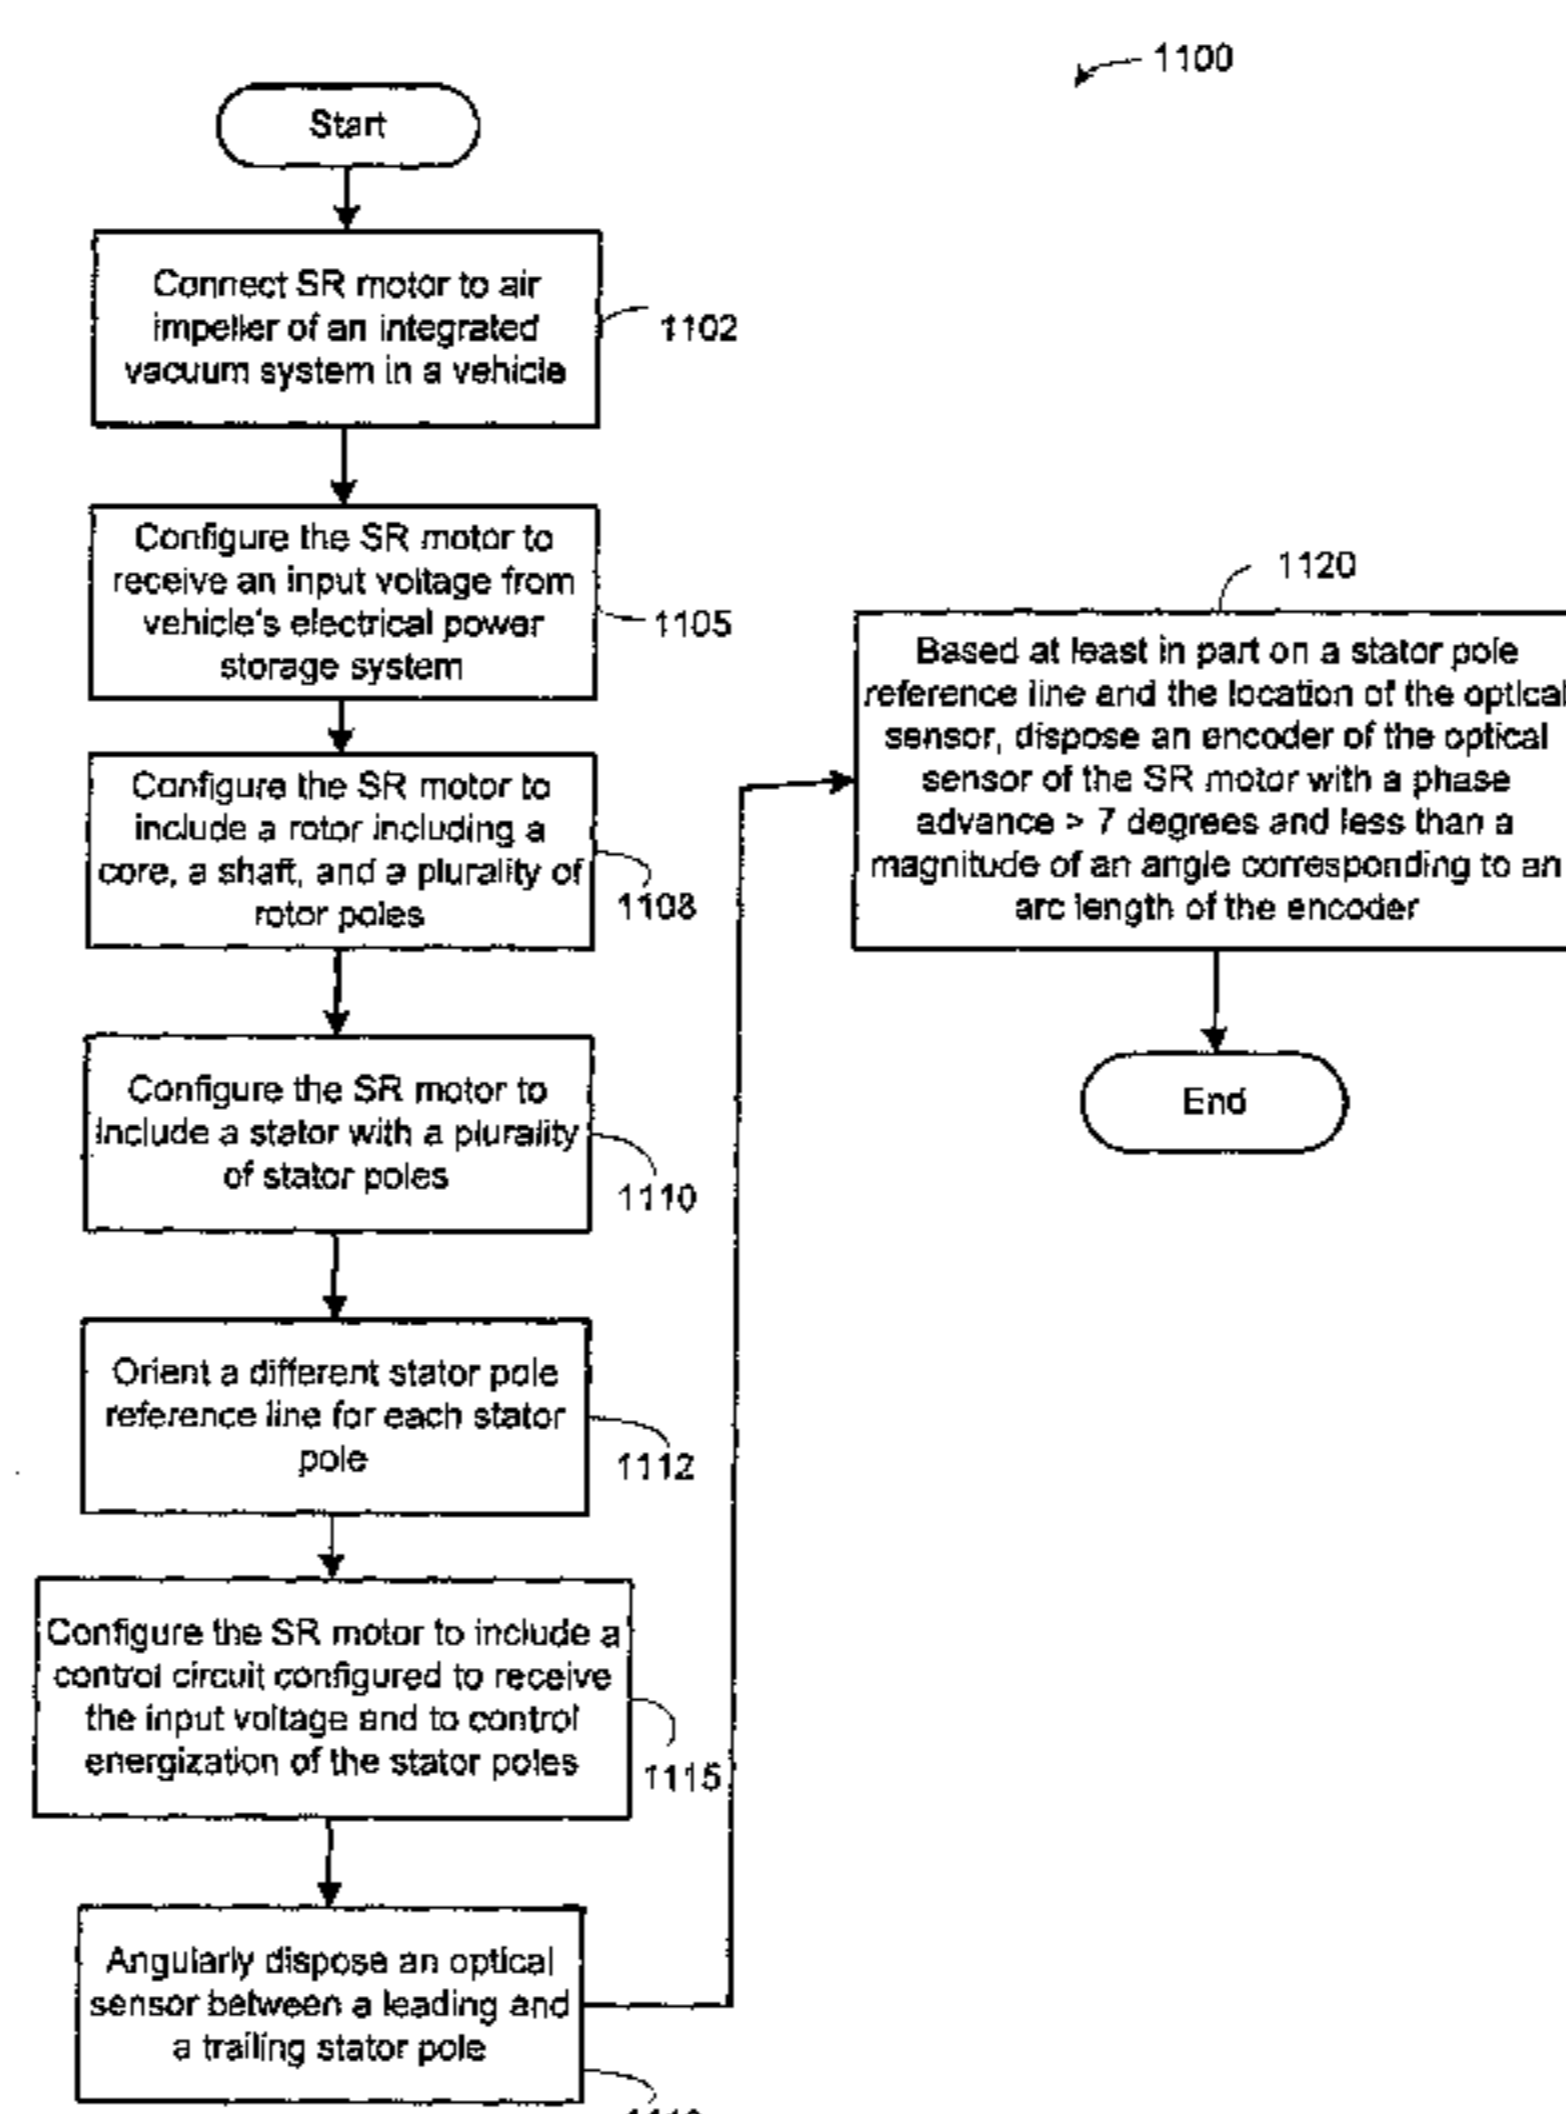 1100
Start
Connect SR motor to air
impeller of an integrated
vacuum system in a vehicle
1102
Configure the SR motor to
receive an input voltage from
vehicle's electrical power
storage system
1105
Configure the SR motor to
include a rotor including a
core, a shaft, and a plurality of
rotor poles
1108
Configure the SR motor to
include a stator with a plurality
of stator poles
1110
Orient a different stator pole
reference line for each stator
pole
1112
Configure the SR motor to include a
control circuit configured to receive
the input voltage and to control
energization of the stator poles
1115
Angularly dispose an optical
sensor between a leading and
a trailing stator pole
1120
Based at least in part on a stator pole
reference line and the location of the optical
sensor, dispose an encoder of the optical
sensor of the SR motor with a phase
advance > 7 degrees and less than a
magnitude of an angle corresponding to an
arc length of the encoder
End